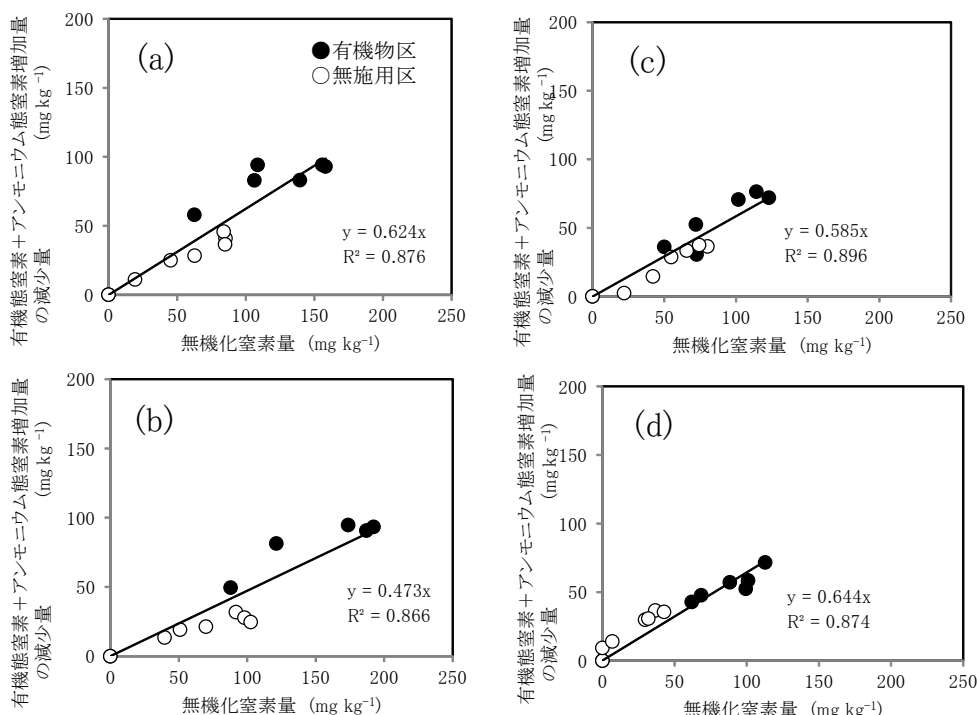 有機態窒素＋アンモニウム態窒素増加量
の減少量 (mg kg⁻¹)
200
150
100
50
0
(a)
●有機物区
○無施用区
y = 0.624x
R² = 0.876
0 50 100 150 200 250
無機化窒素量 (mg kg⁻¹)
有機態窒素＋アンモニウム態窒素増加量
の減少量 (mg kg⁻¹)
200
150
100
50
0
(c)
y = 0.585x
R² = 0.896
0 50 100 150 200 250
無機化窒素量 (mg kg⁻¹)
有機態窒素＋アンモニウム態窒素増加量
の減少量 (mg kg⁻¹)
200
150
100
50
0
(b)
y = 0.473x
R² = 0.866
0 50 100 150 200 250
無機化窒素量 (mg kg⁻¹)
有機態窒素＋アンモニウム態窒素増加量
の減少量 (mg kg⁻¹)
200
150
100
50
0
(d)
y = 0.644x
R² = 0.874
0 50 100 150 200 250
無機化窒素量 (mg kg⁻¹)